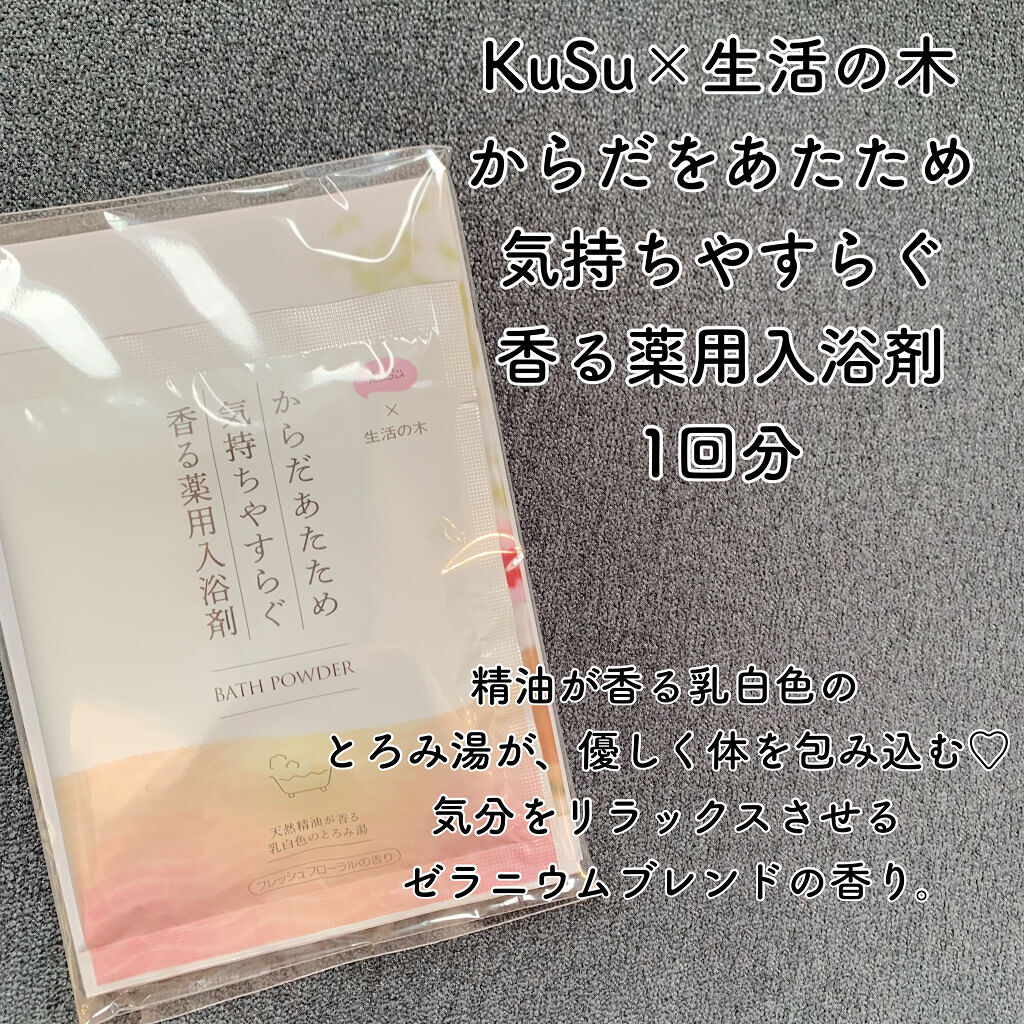 KuSu×生活の木
からだをあたため
気持ちやすらぐ
香る薬用入浴剤
1回分
KuSu
×
生活の木
からだあたため
気持ちやすらぐ
香る薬用入浴剤
BATH POWDER
天然精油が香る
乳白色のとろみ湯
フレッシュフローラルの香り
精油が香る乳白色の
とろみ湯が、優しく体を包み込む♡
気分をリラックスさせる
ゼラニウムブレンドの香り。